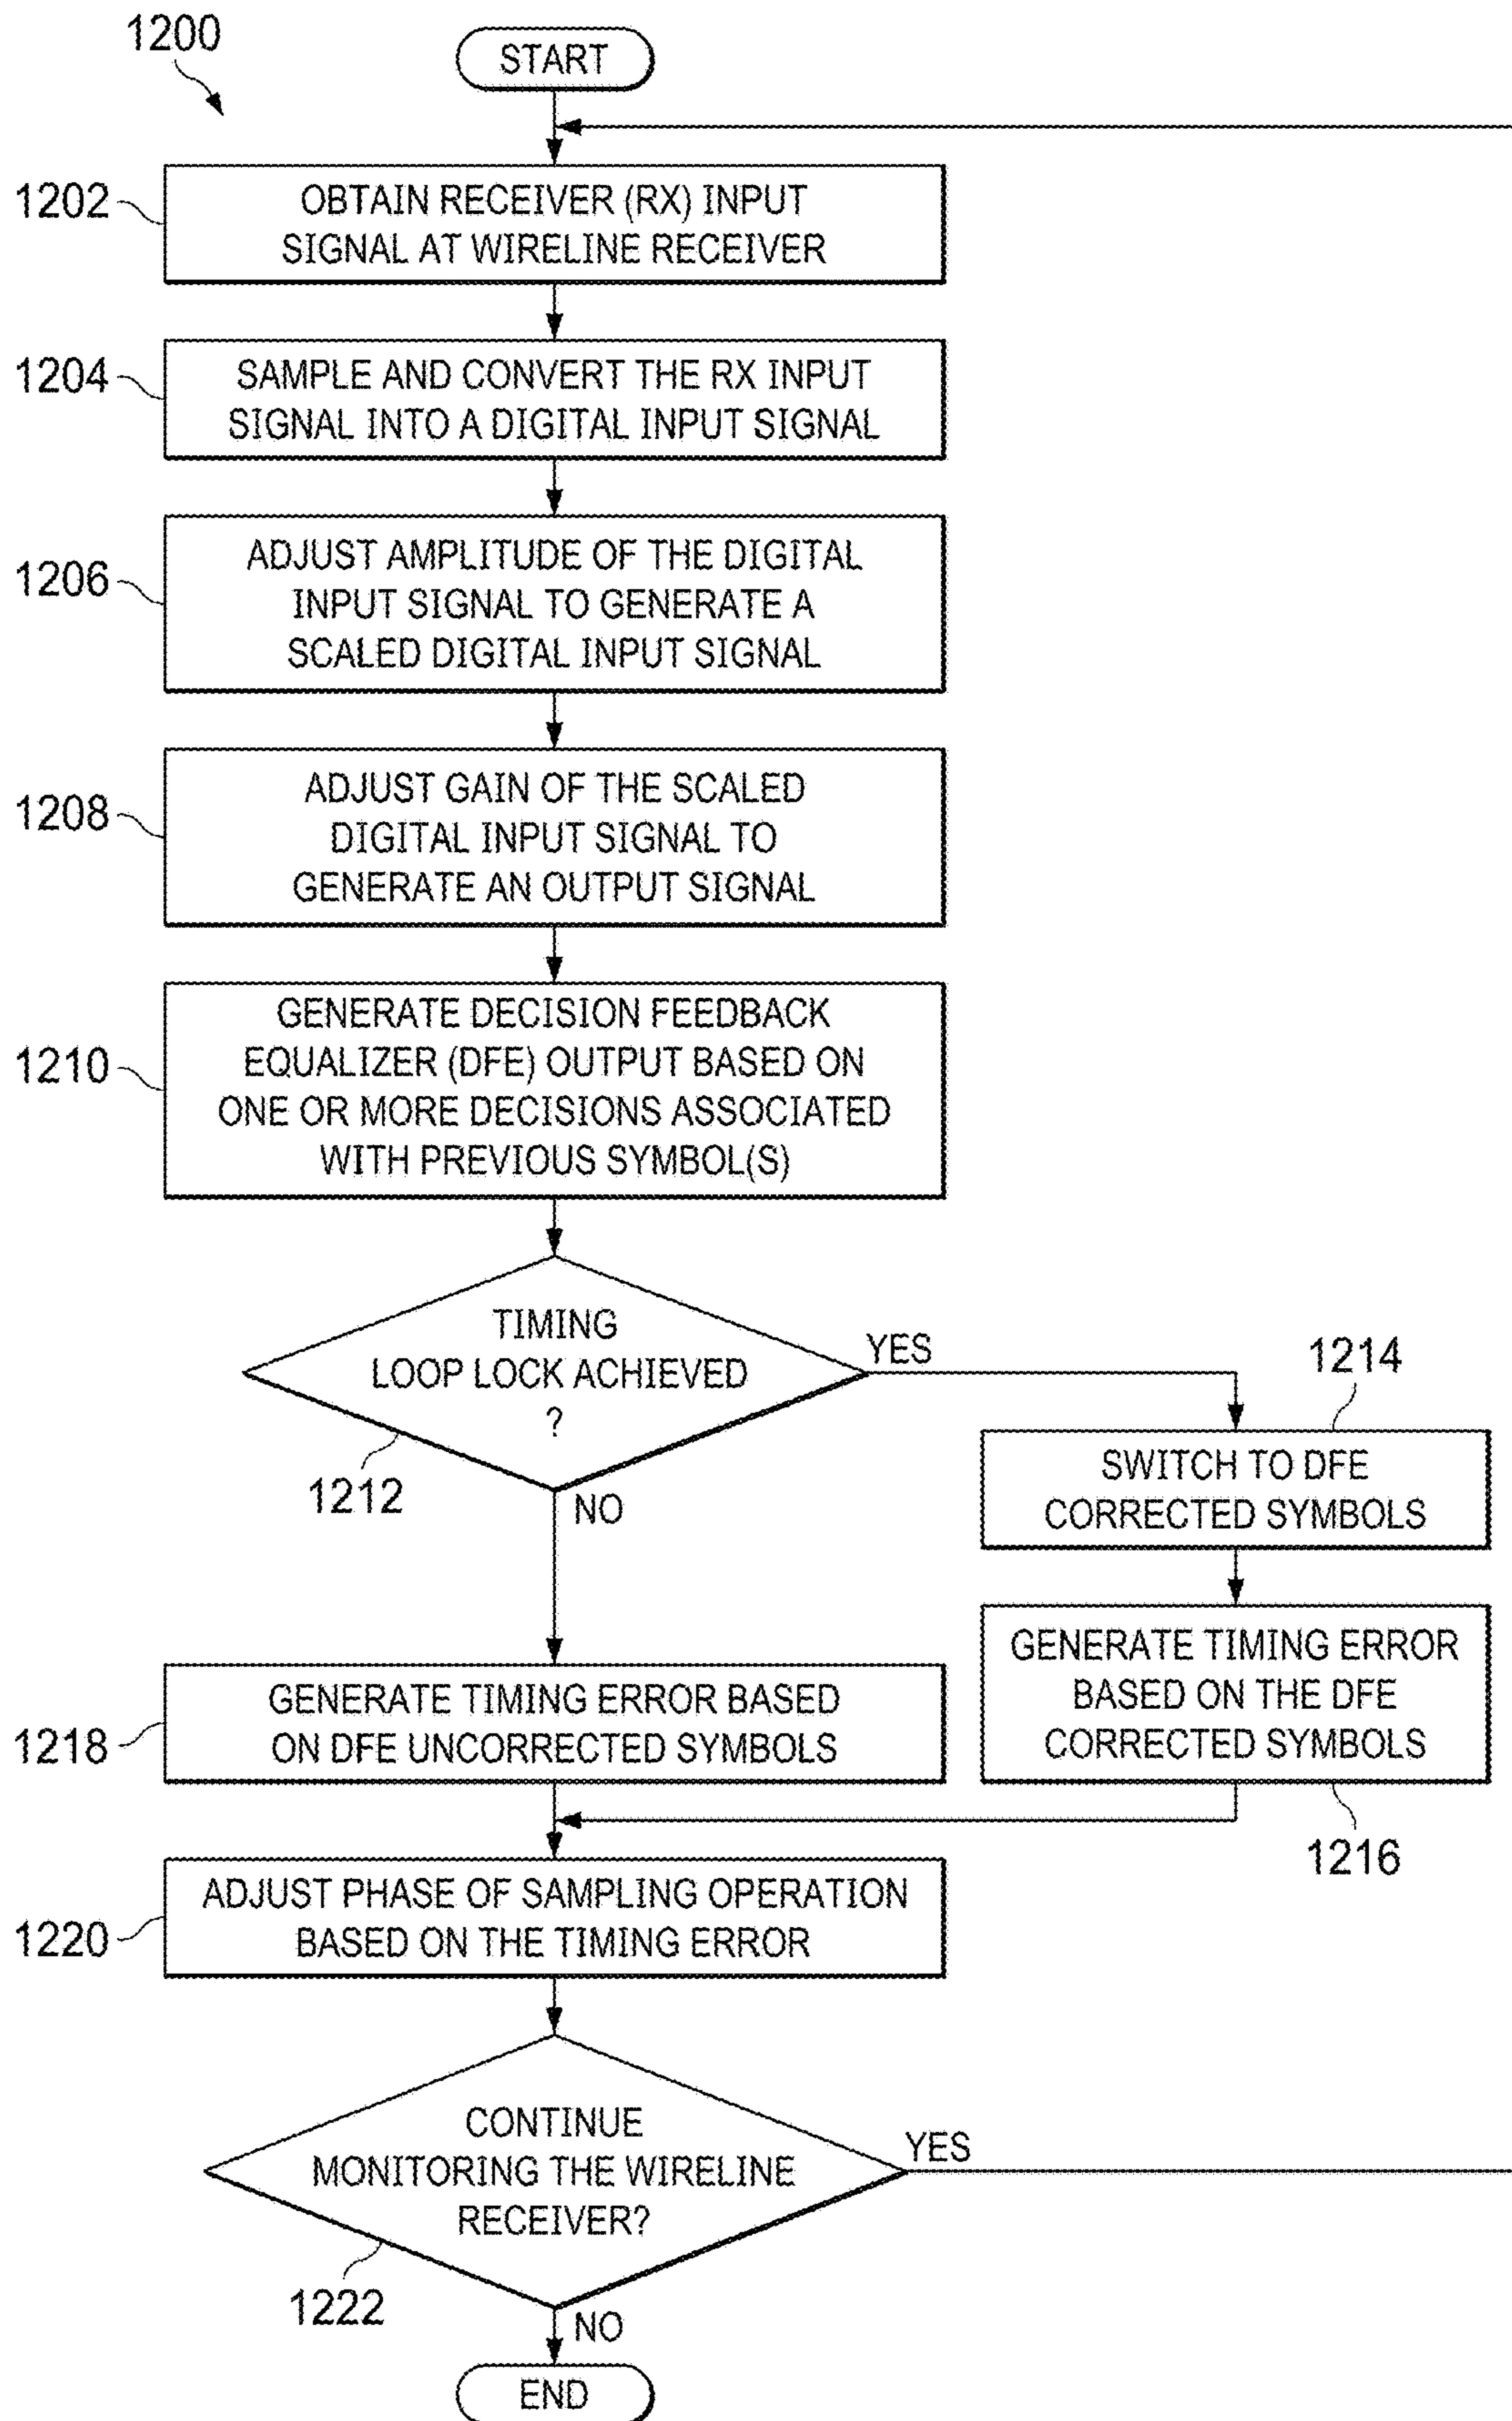 1200
START
1202
OBTAIN RECEIVER (RX) INPUT
SIGNAL AT WIRELINE RECEIVER
1204
SAMPLE AND CONVERT THE RX INPUT
SIGNAL INTO A DIGITAL INPUT SIGNAL
1206
ADJUST AMPLITUDE OF THE DIGITAL
INPUT SIGNAL TO GENERATE A
SCALED DIGITAL INPUT SIGNAL
1208
ADJUST GAIN OF THE SCALED
DIGITAL INPUT SIGNAL TO
GENERATE AN OUTPUT SIGNAL
1210
GENERATE DECISION FEEDBACK
EQUALIZER (DFE) OUTPUT BASED ON
ONE OR MORE DECISIONS ASSOCIATED
WITH PREVIOUS SYMBOL(S)
TIMING
LOOP LOCK ACHIEVED
?
1212
YES
NO
1214
SWITCH TO DFE
CORRECTED SYMBOLS
GENERATE TIMING ERROR
BASED ON THE DFE
CORRECTED SYMBOLS
1216
1218
GENERATE TIMING ERROR BASED
ON DFE UNCORRECTED SYMBOLS
1220
ADJUST PHASE OF SAMPLING OPERATION
BASED ON THE TIMING ERROR
CONTINUE
MONITORING THE WIRELINE
RECEIVER?
YES
1222
NO
END